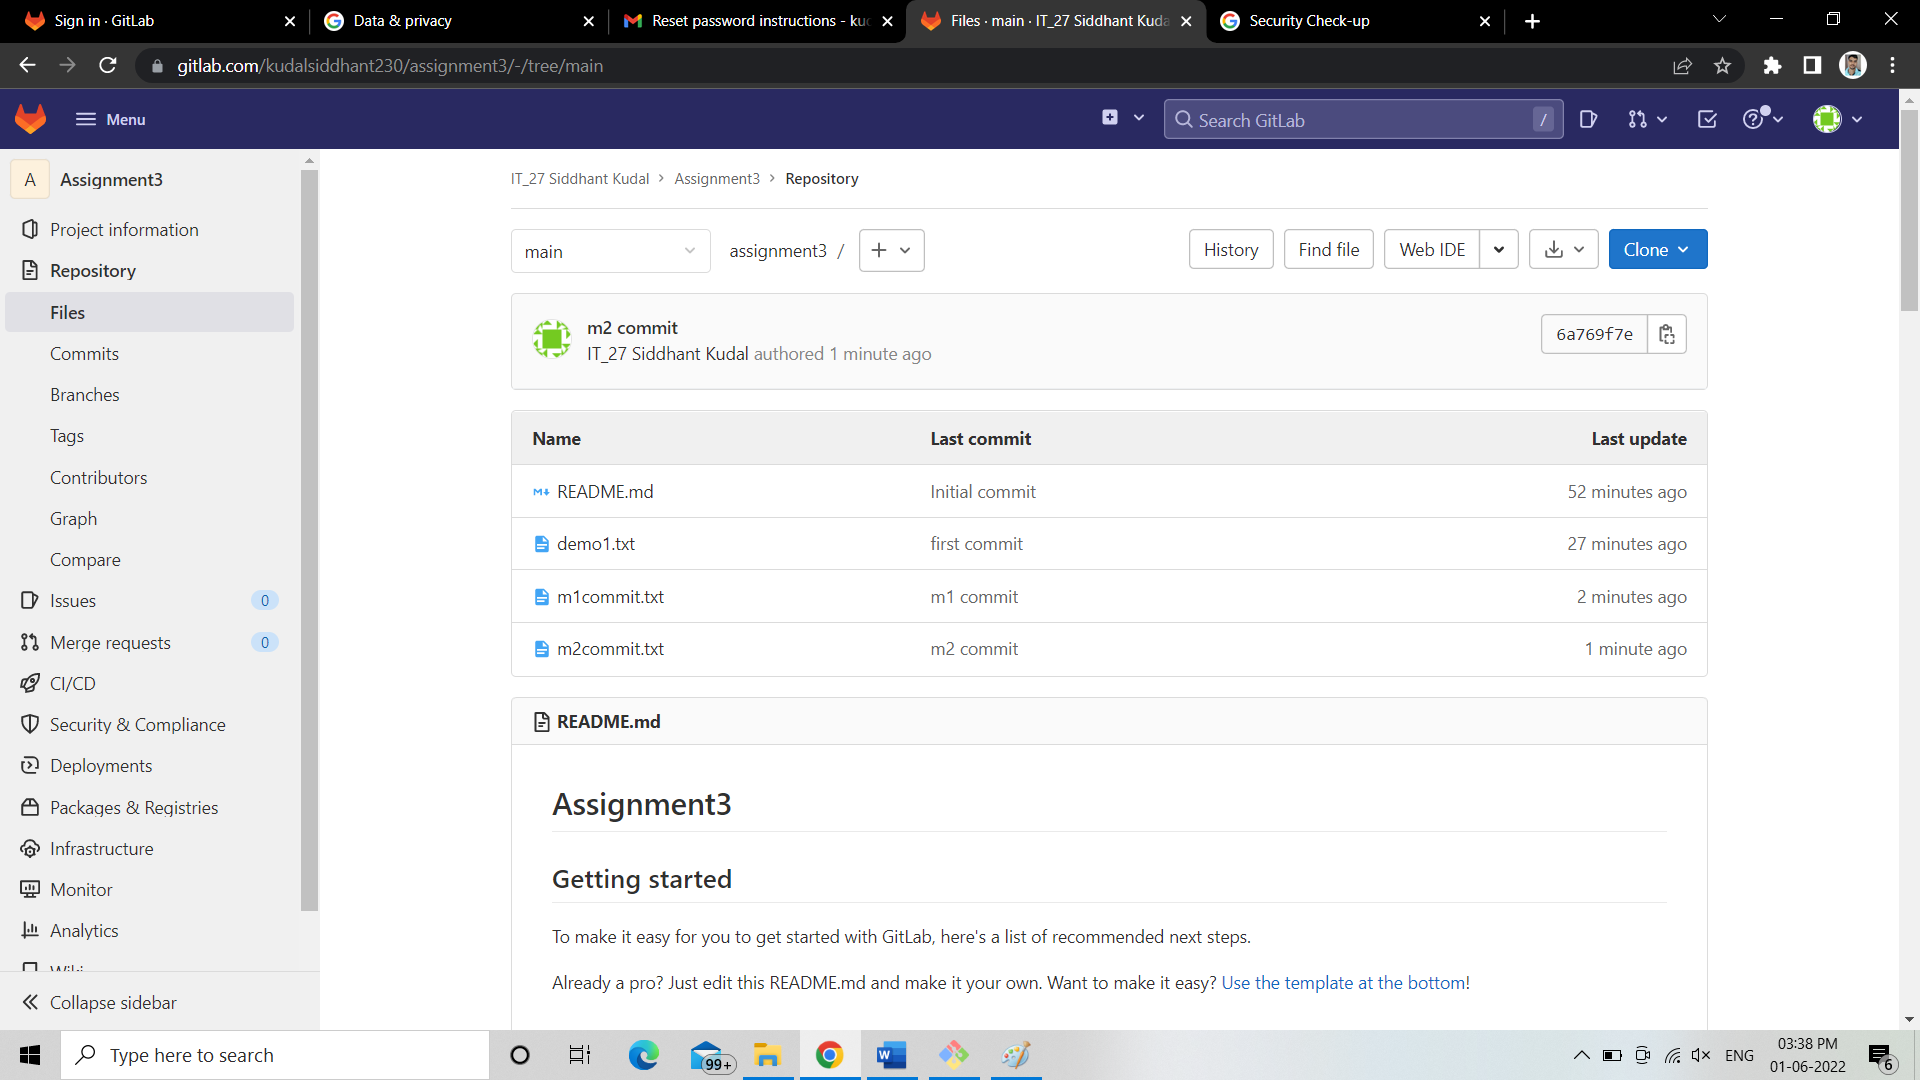 Sign in · GitLab
Data & privacy
Reset password instructions - kud
Files · main · IT_27 Siddhant Kuda
Security Check-up
gitlab.com/kudalsiddhant230/assignment3/-/tree/main
Menu
Search GitLab
/
A
Assignment3
Project information
Repository
Files
Commits
Branches
Tags
Contributors
Graph
Compare
Issues 0
Merge requests 0
CI/CD
Security & Compliance
Deployments
Packages & Registries
Infrastructure
Monitor
Analytics
Wiki
Collapse sidebar
IT_27 Siddhant Kudal > Assignment3 > Repository
main
assignment3 /
History
Find file
Web IDE
Clone
m2 commit
IT_27 Siddhant Kudal authored 1 minute ago
6a769f7e
Name Last commit Last update
README.md Initial commit 52 minutes ago
demo1.txt first commit 27 minutes ago
m1commit.txt m1 commit 2 minutes ago
m2commit.txt m2 commit 1 minute ago
README.md
Assignment3
Getting started
To make it easy for you to get started with GitLab, here's a list of recommended next steps.
Already a pro? Just edit this README.md and make it your own. Want to make it easy? Use the template at the bottom!
Type here to search
99+
W
ENG
03:38 PM
01-06-2022
6